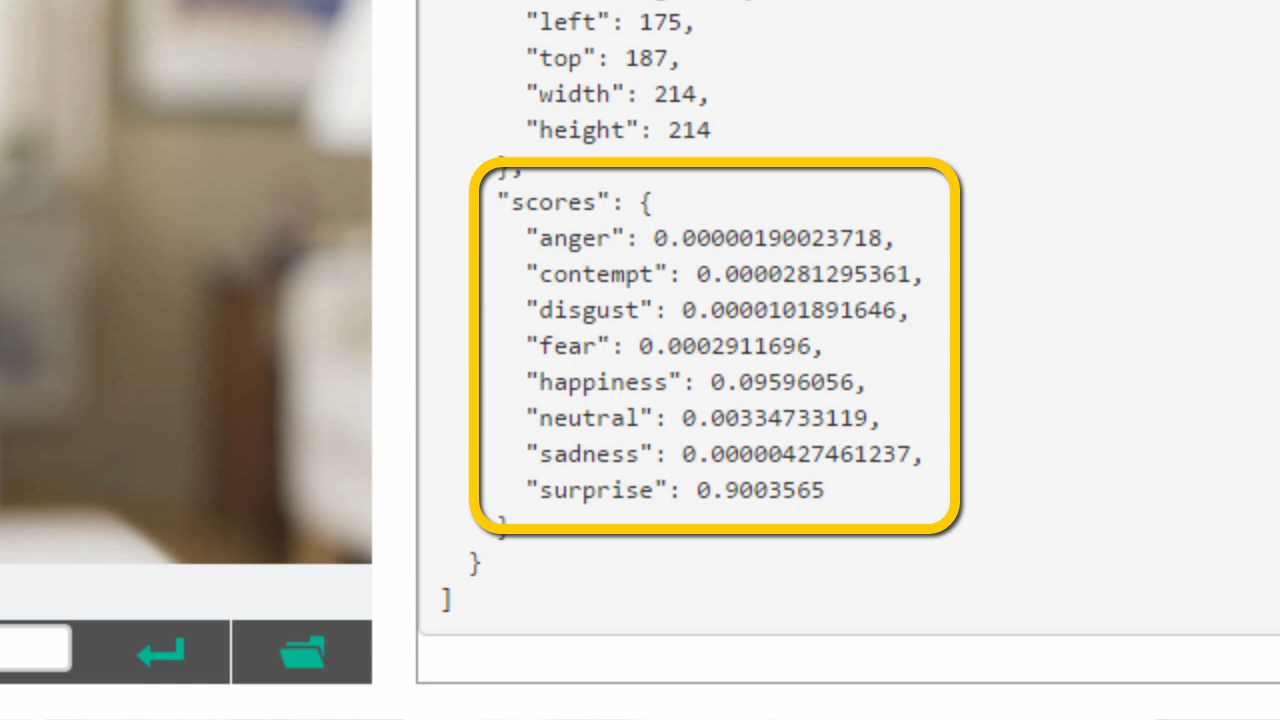 "left": 175,
"top": 187,
"width": 214,
"height": 214
},
"scores": {
"anger": 0.00000190023718,
"contempt": 0.0000281295361,
"disgust": 0.0000101891646,
"fear": 0.0002911696,
"happiness": 0.09596056,
"neutral": 0.00334733119,
"sadness": 0.00000427461237,
"surprise": 0.9003565
}
}
]